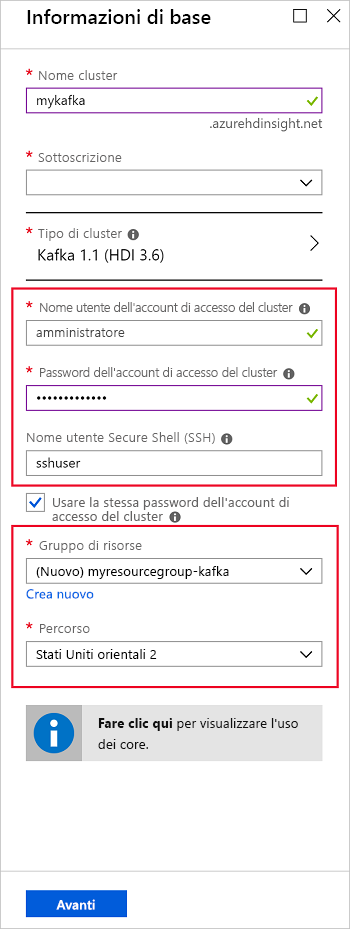 Informazioni di base
* Nome cluster
mykafka
.azurehdinsight.net
* Sottoscrizione
* Tipo di cluster
Kafka 1.1 (HDI 3.6)
* Nome utente dell'account di accesso del cluster
amministratore
* Password dell'account di accesso del cluster
•••••••••••••
Nome utente Secure Shell (SSH)
sshuser
Usare la stessa password dell'account di
accesso del cluster
* Gruppo di risorse
(Nuovo) myresourcegroup-kafka
Crea nuovo
* Percorso
Stati Uniti orientali 2
Fare clic qui per visualizzare l'uso
dei core.
Avanti